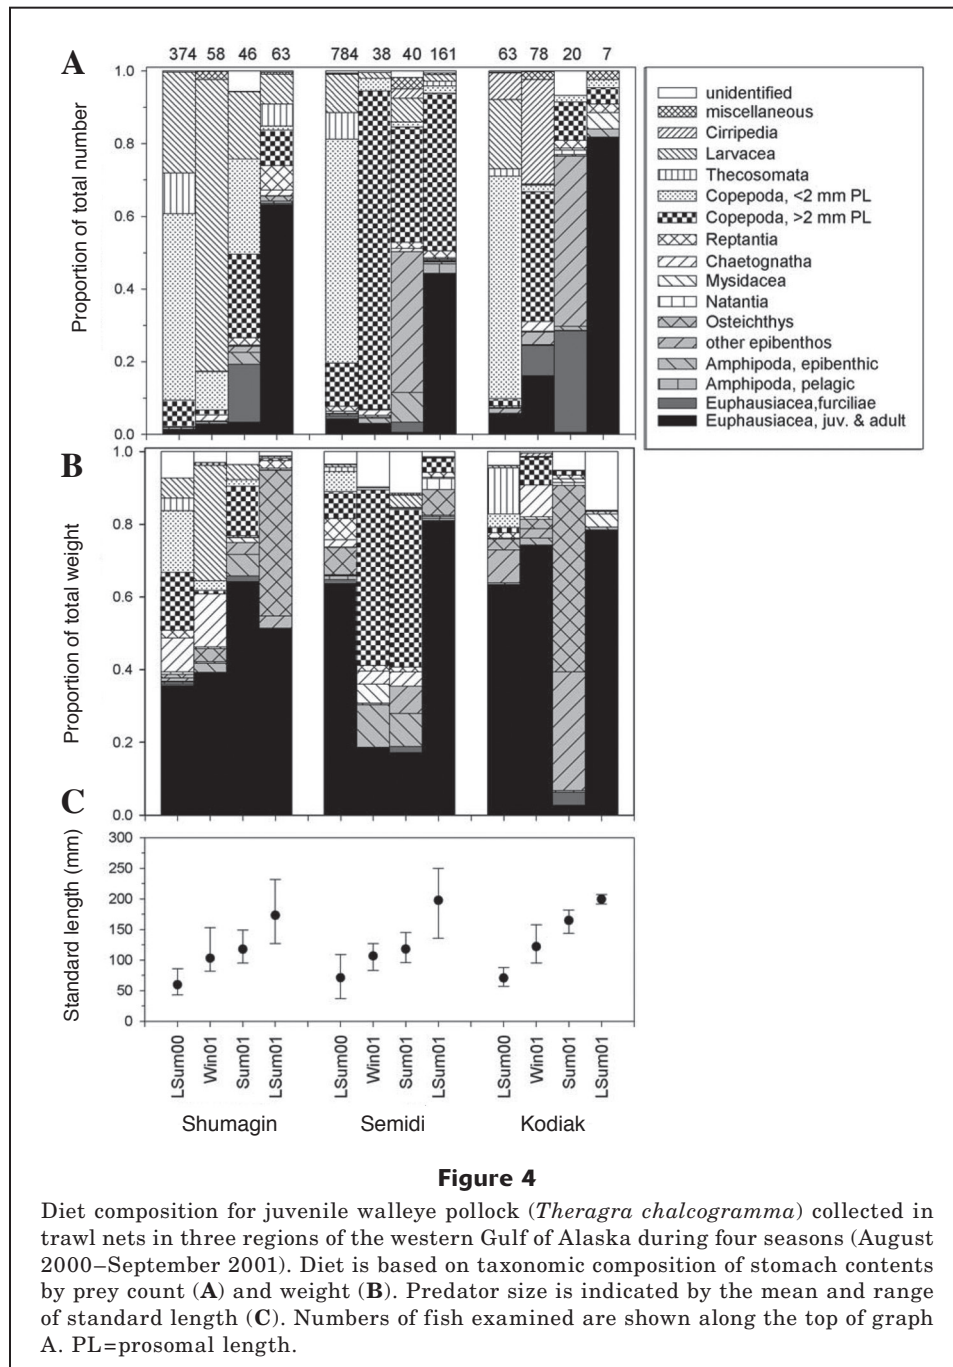 A
374 58 46 63 784 38 40 161 63 78 20 7
Proportion of total number
1.0
0.8
0.6
0.4
0.2
0.0
unidentified
miscellaneous
Cirripedia
Larvacea
Thecosomata
Copepoda, <2 mm PL
Copepoda, >2 mm PL
Reptantia
Chaetognatha
Mysidacea
Natantia
Osteichthys
other epibenthos
Amphipoda, epibenthic
Amphipoda, pelagic
Euphausiacea,furciliae
Euphausiacea, juv. & adult
B
Proportion of total weight
1.0
0.8
0.6
0.4
0.2
0.0
C
Standard length (mm)
300
250
200
150
100
50
0
LSum00 Win01 Sum01 LSum01 LSum00 Win01 Sum01 LSum01 LSum00 Win01 Sum01 LSum01
Shumagin Semidi Kodiak
Figure 4
Diet composition for juvenile walleye pollock (Theragra chalcogramma) collected in
trawl nets in three regions of the western Gulf of Alaska during four seasons (August
2000–September 2001). Diet is based on taxonomic composition of stomach contents
by prey count (A) and weight (B). Predator size is indicated by the mean and range
of standard length (C). Numbers of fish examined are shown along the top of graph
A. PL=prosomal length.